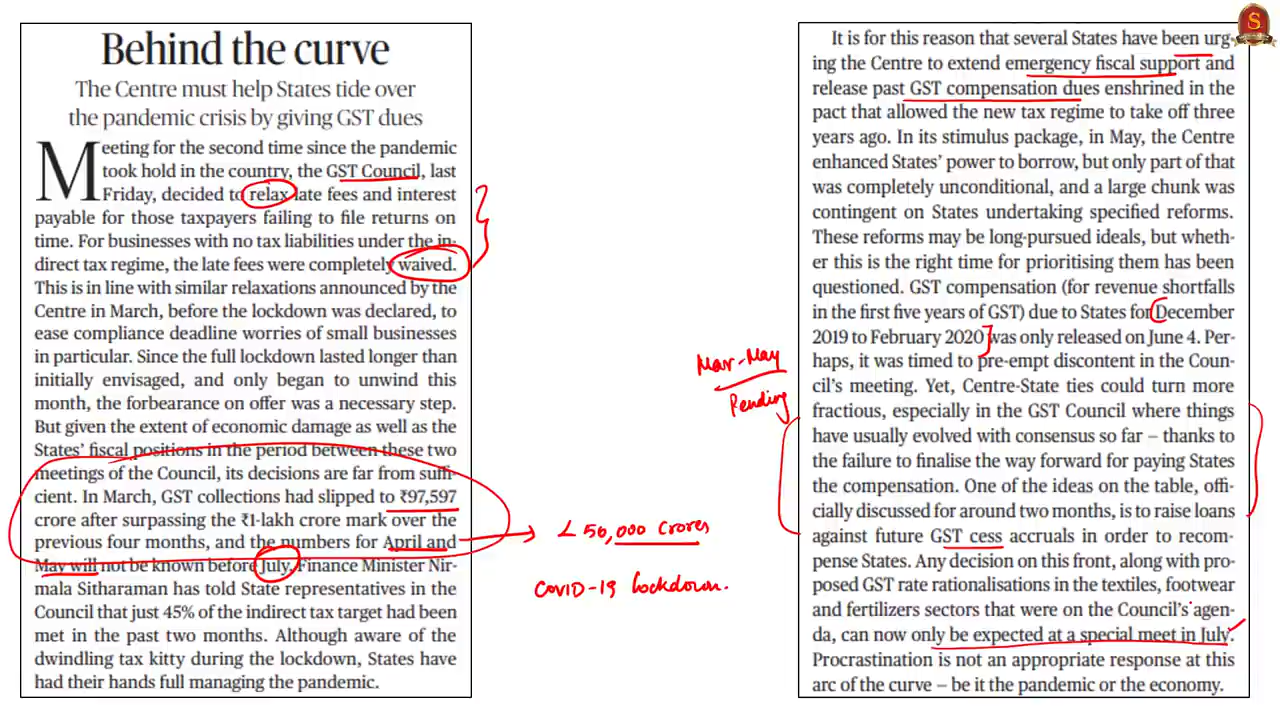 Behind the curve
The Centre must help States tide over
the pandemic crisis by giving GST dues
Meeting for the second time since the pandemic
took hold in the country, the GST Council, last
Friday, decided to relax late fees and interest
payable for those taxpayers failing to file returns on
time. For businesses with no tax liabilities under the in-
direct tax regime, the late fees were completely waived.
This is in line with similar relaxations announced by the
Centre in March, before the lockdown was declared, to
ease compliance deadline worries of small businesses
in particular. Since the full lockdown lasted longer than
initially envisaged, and only began to unwind this
month, the forbearance on offer was a necessary step.
But given the extent of economic damage as well as the
States' fiscal positions in the period between these two
meetings of the Council, its decisions are far from suffi-
cient. In March, GST collections had slipped to ₹97,597
crore after surpassing the ₹1-lakh crore mark over the
previous four months, and the numbers for April and
May will not be known before July. Finance Minister Nir-
mala Sitharaman has told State representatives in the
Council that just 45% of the indirect tax target had been
met in the past two months. Although aware of the
dwindling tax kitty during the lockdown, States have
had their hands full managing the pandemic.
< 50,000 Crores
COVID-19 lockdown.
Mar-May
Pending
It is for this reason that several States have been urg-
ing the Centre to extend emergency fiscal support and
release past GST compensation dues enshrined in the
pact that allowed the new tax regime to take off three
years ago. In its stimulus package, in May, the Centre
enhanced States' power to borrow, but only part of that
was completely unconditional, and a large chunk was
contingent on States undertaking specified reforms.
These reforms may be long-pursued ideals, but wheth-
er this is the right time for prioritising them has been
questioned. GST compensation (for revenue shortfalls
in the first five years of GST) due to States for December
2019 to February 2020 was only released on June 4. Per-
haps, it was timed to pre-empt discontent in the Coun-
cil's meeting. Yet, Centre-State ties could turn more
fractious, especially in the GST Council where things
have usually evolved with consensus so far – thanks to
the failure to finalise the way forward for paying States
the compensation. One of the ideas on the table, offi-
cially discussed for around two months, is to raise loans
against future GST cess accruals in order to recom-
pense States. Any decision on this front, along with pro-
posed GST rate rationalisations in the textiles, footwear
and fertilizers sectors that were on the Council's agen-
da, can now only be expected at a special meet in July.
Procrastination is not an appropriate response at this
arc of the curve – be it the pandemic or the economy.
S